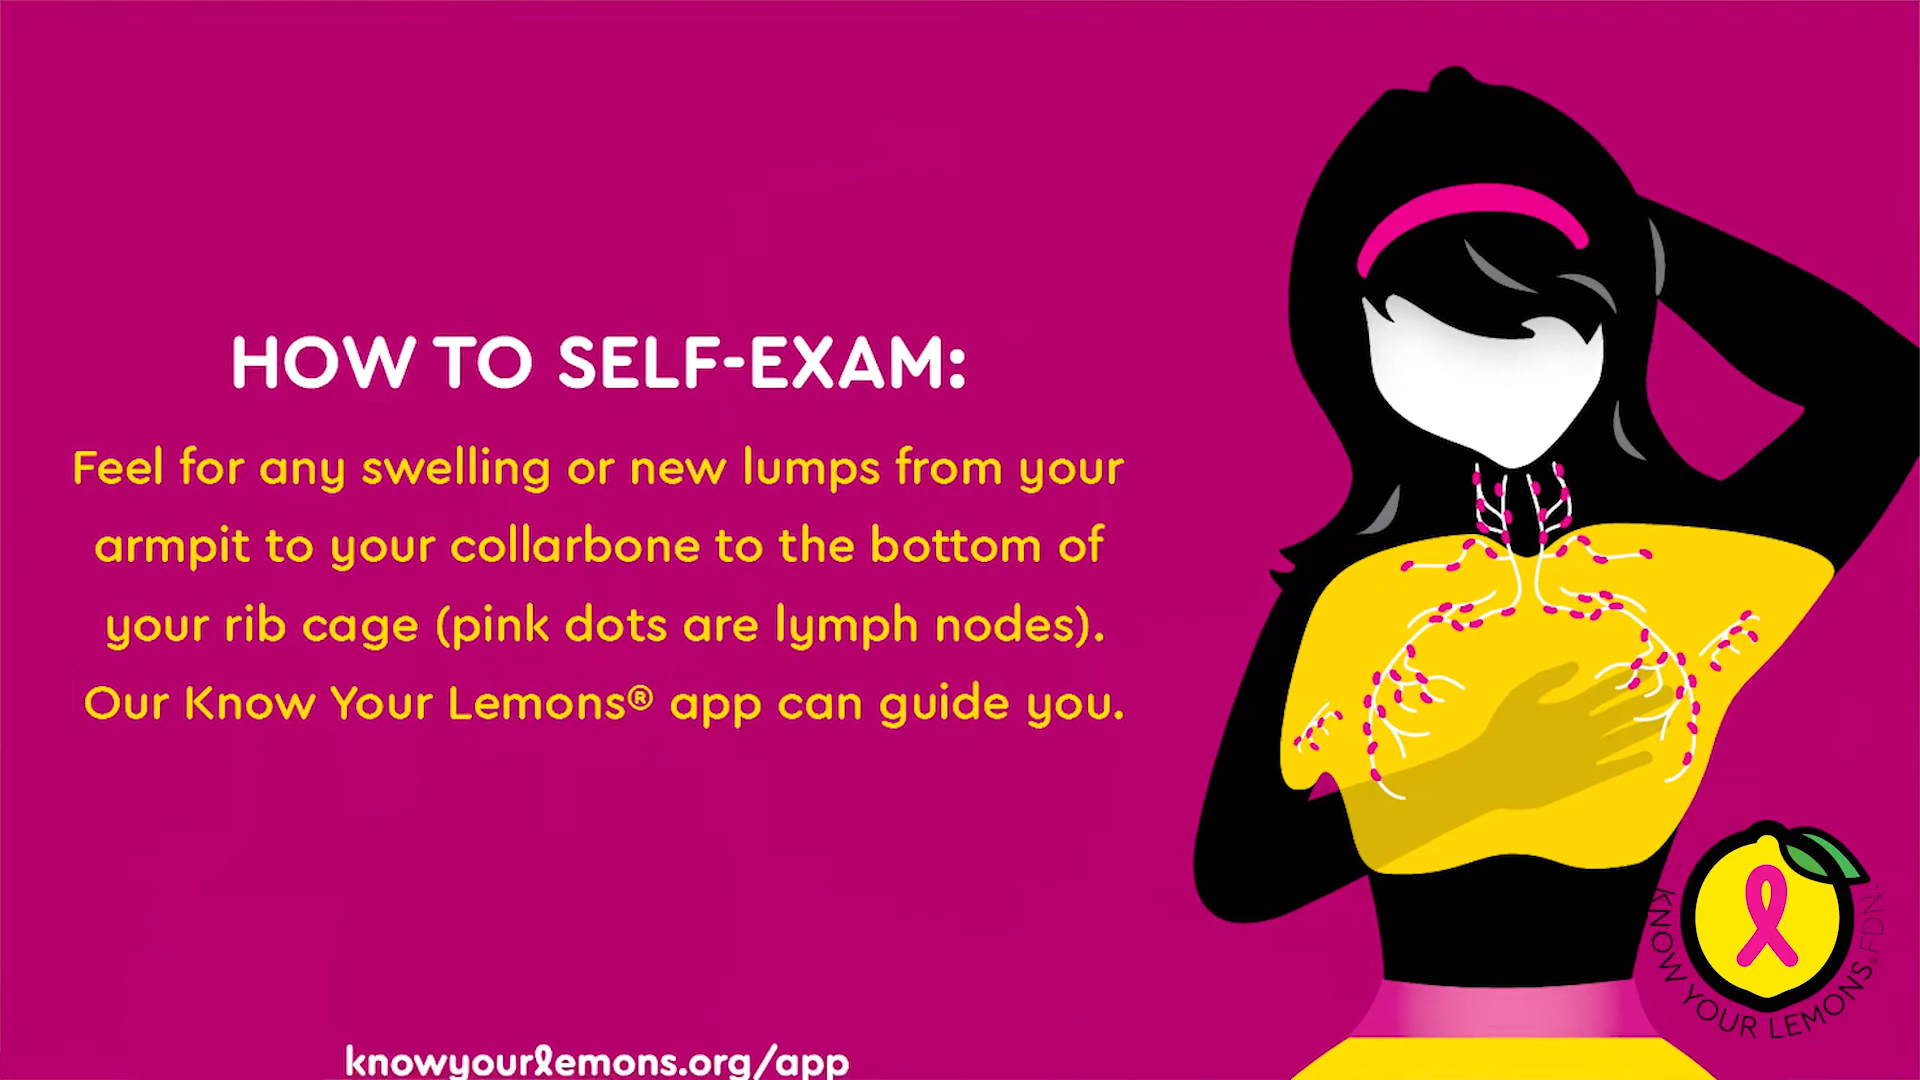 HOW TO SELF-EXAM:
Feel for any swelling or new lumps from your
armpit to your collarbone to the bottom of
your rib cage (pink dots are lymph nodes).
Our Know Your Lemons® app can guide you.
knowyourlemons.org/app
KNOW YOUR LEMONS® FDN.